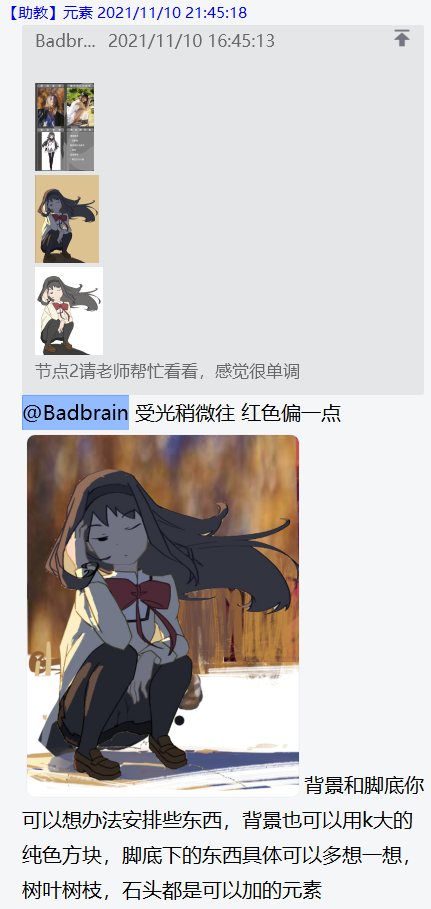 【助教】元素 2021/11/10 21:45:18
Badbr... 2021/11/10 16:45:13
节点2请老师帮忙看看，感觉很单调
@Badbrain 受光稍微往 红色偏一点
背景和脚底你
可以想办法安排些东西，背景也可以用k大的
纯色方块，脚底下的东西具体可以多想一想，
树叶树枝，石头都是可以加的元素